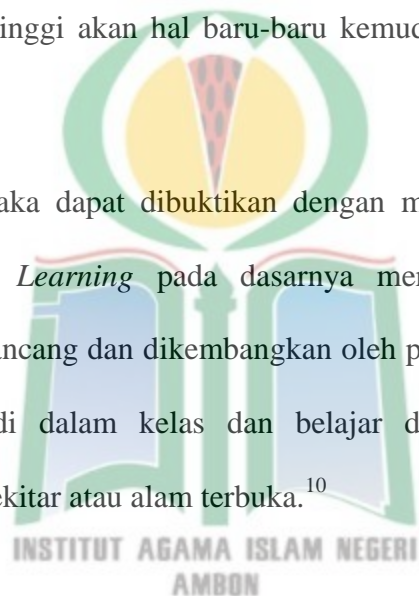 inggi akan hal baru-baru kemud
aka dapat dibuktikan dengan m
Learning pada dasarnya mer
ancang dan dikembangkan oleh p
di dalam kelas dan belajar d
ekitar atau alam terbuka.10
INSTITUT AGAMA ISLAM NEGERI
AMBON